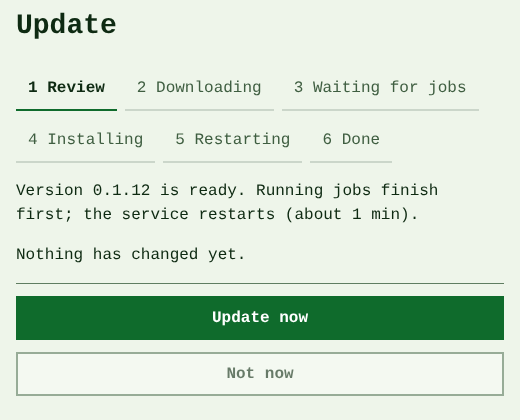 Update
1 Review 2 Downloading 3 Waiting for jobs
4 Installing 5 Restarting 6 Done
Version 0.1.12 is ready. Running jobs finish
first; the service restarts (about 1 min).
Nothing has changed yet.
Update now
Not now